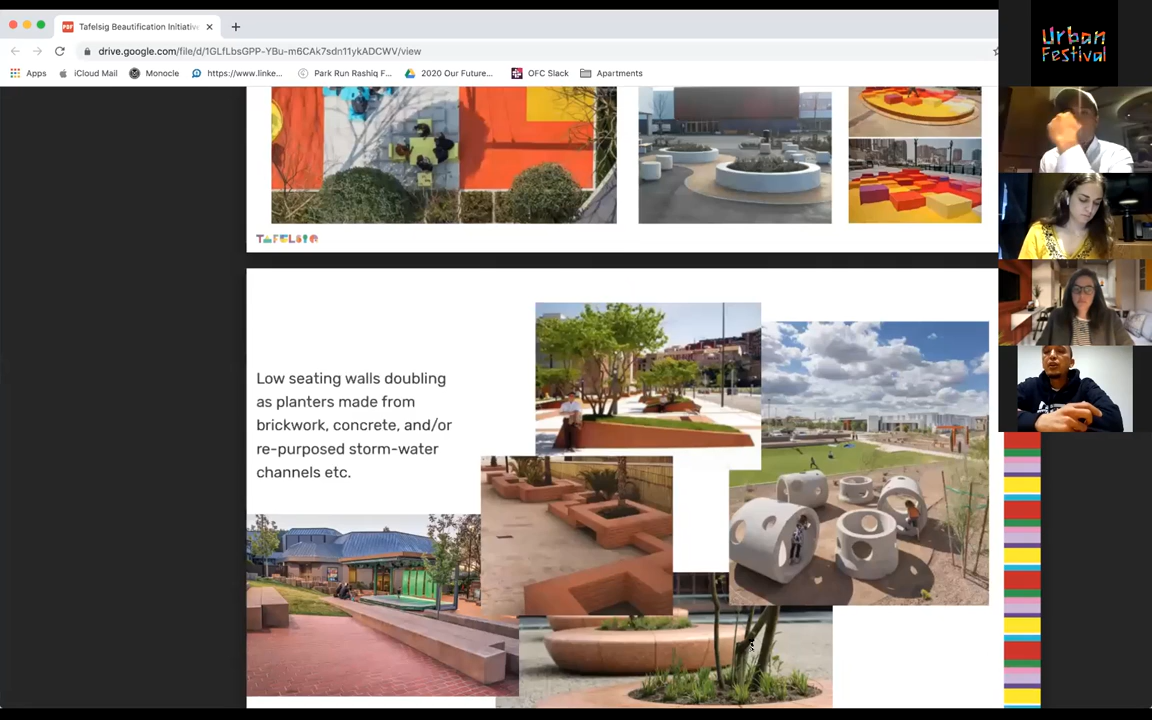 Tafelsig Beautification Initiativ
drive.google.com/file/d/1GLfLbsGPP-YBu-m6CAk7sdn11ykADCWV/view
Apps
iCloud Mail
Monocle
https://www.linke...
Park Run Rashiq F...
2020 Our Future...
OFC Slack
Apartments
Urban
Festival
TAFELSIG
Low seating walls doubling
as planters made from
brickwork, concrete, and/or
re-purposed storm-water
channels etc.